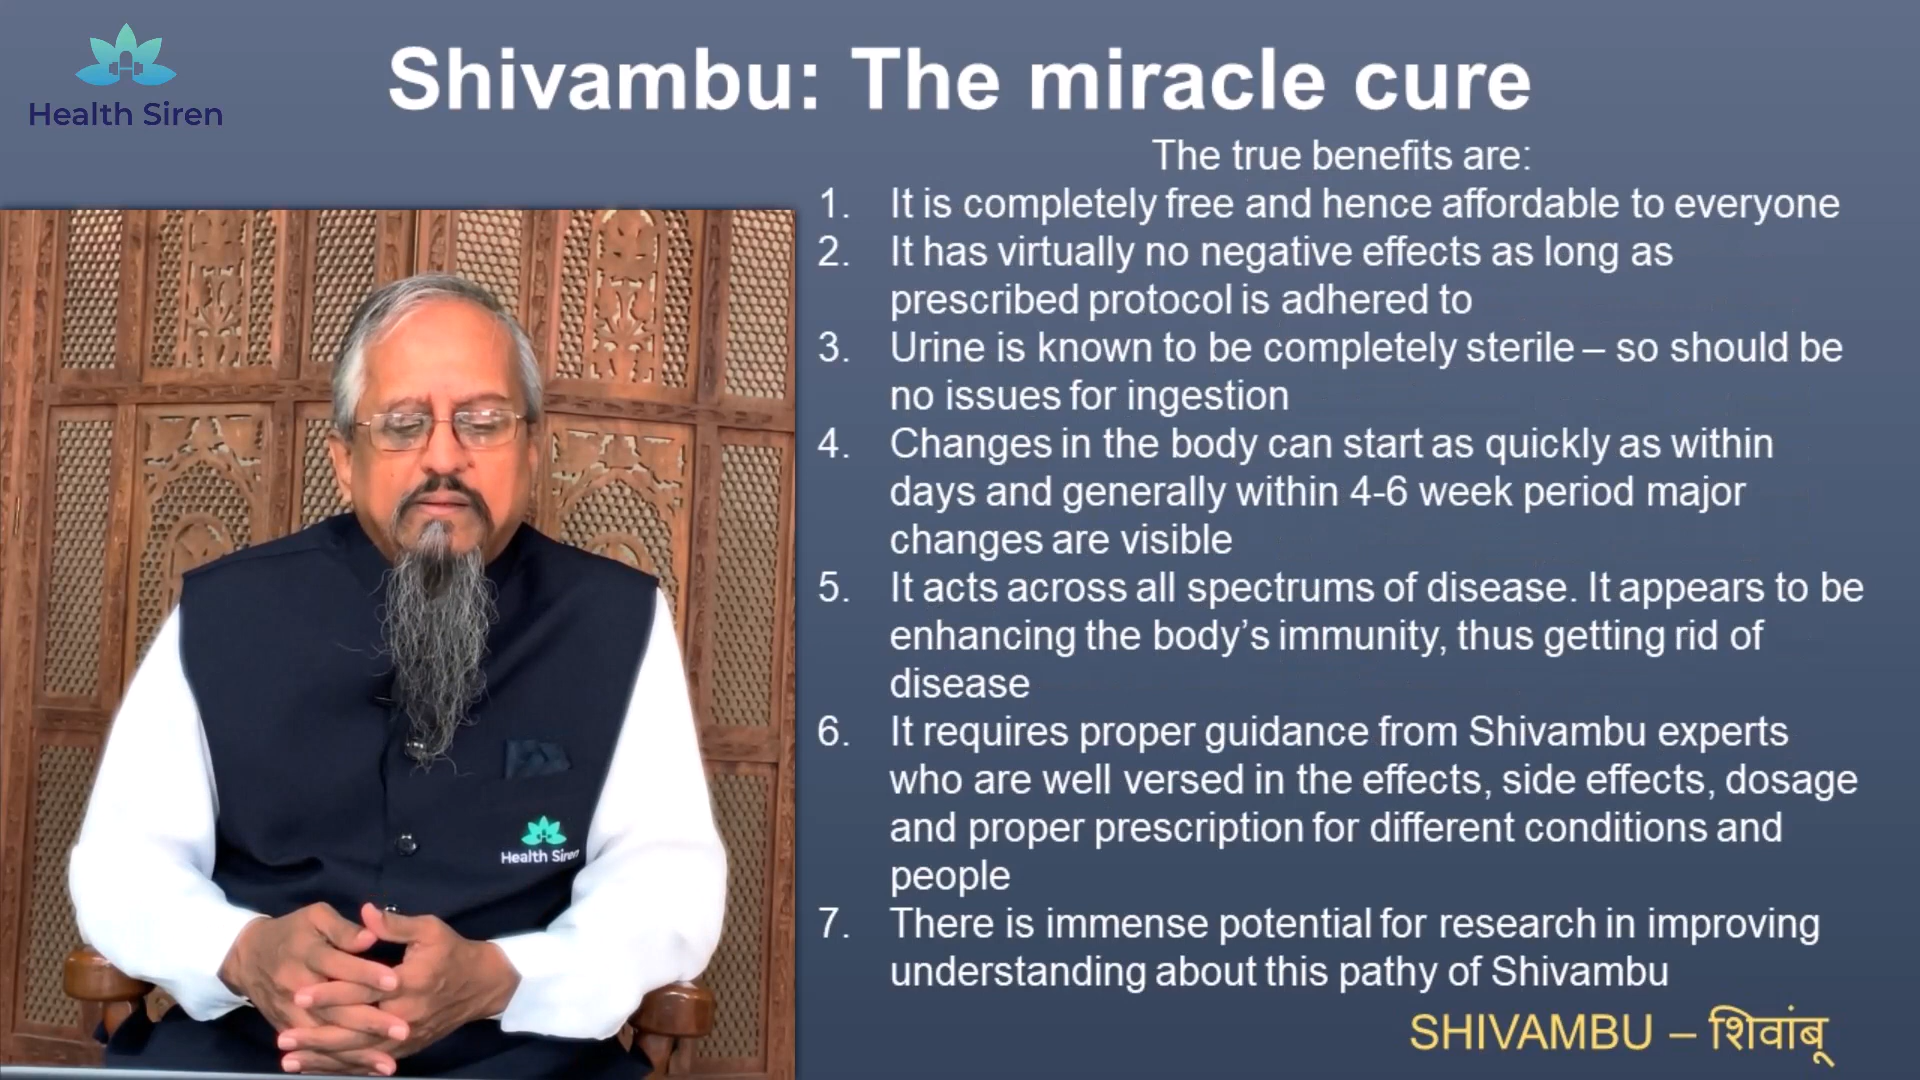 Health Siren
Shivambu: The miracle cure
The true benefits are:
1. It is completely free and hence affordable to everyone
2. It has virtually no negative effects as long as
prescribed protocol is adhered to
3. Urine is known to be completely sterile – so should be
no issues for ingestion
4. Changes in the body can start as quickly as within
days and generally within 4-6 week period major
changes are visible
5. It acts across all spectrums of disease. It appears to be
enhancing the body’s immunity, thus getting rid of
disease
6. It requires proper guidance from Shivambu experts
who are well versed in the effects, side effects, dosage
and proper prescription for different conditions and
people
7. There is immense potential for research in improving
understanding about this pathy of Shivambu
SHIVAMBU – शिवांबू
Health Siren